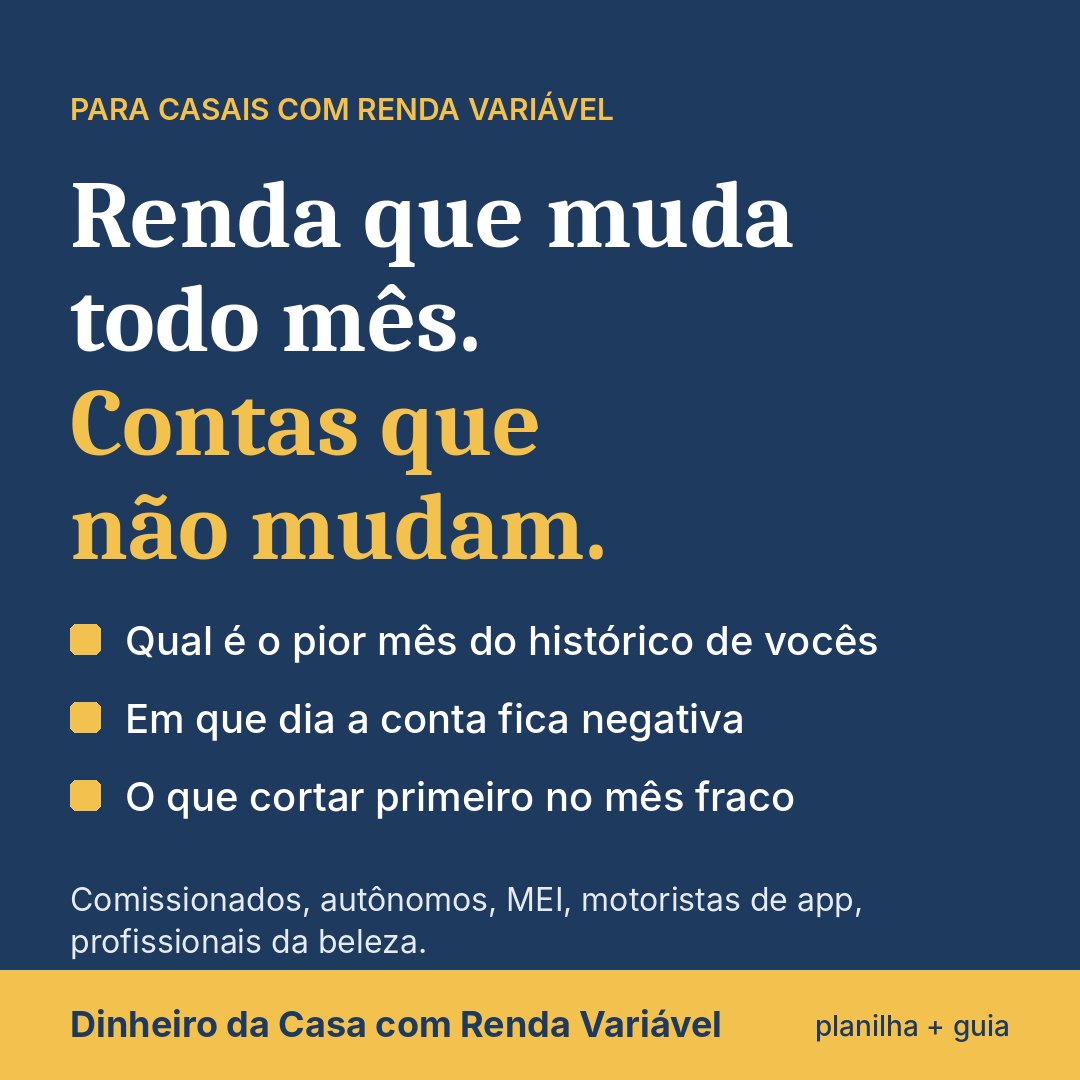 PARA CASAIS COM RENDA VARIÁVEL
Renda que muda
todo mês.
Contas que
não mudam.
Qual é o pior mês do histórico de vocês
Em que dia a conta fica negativa
O que cortar primeiro no mês fraco
Comissionados, autônomos, MEI, motoristas de app,
profissionais da beleza.
Dinheiro da Casa com Renda Variável
planilha + guia